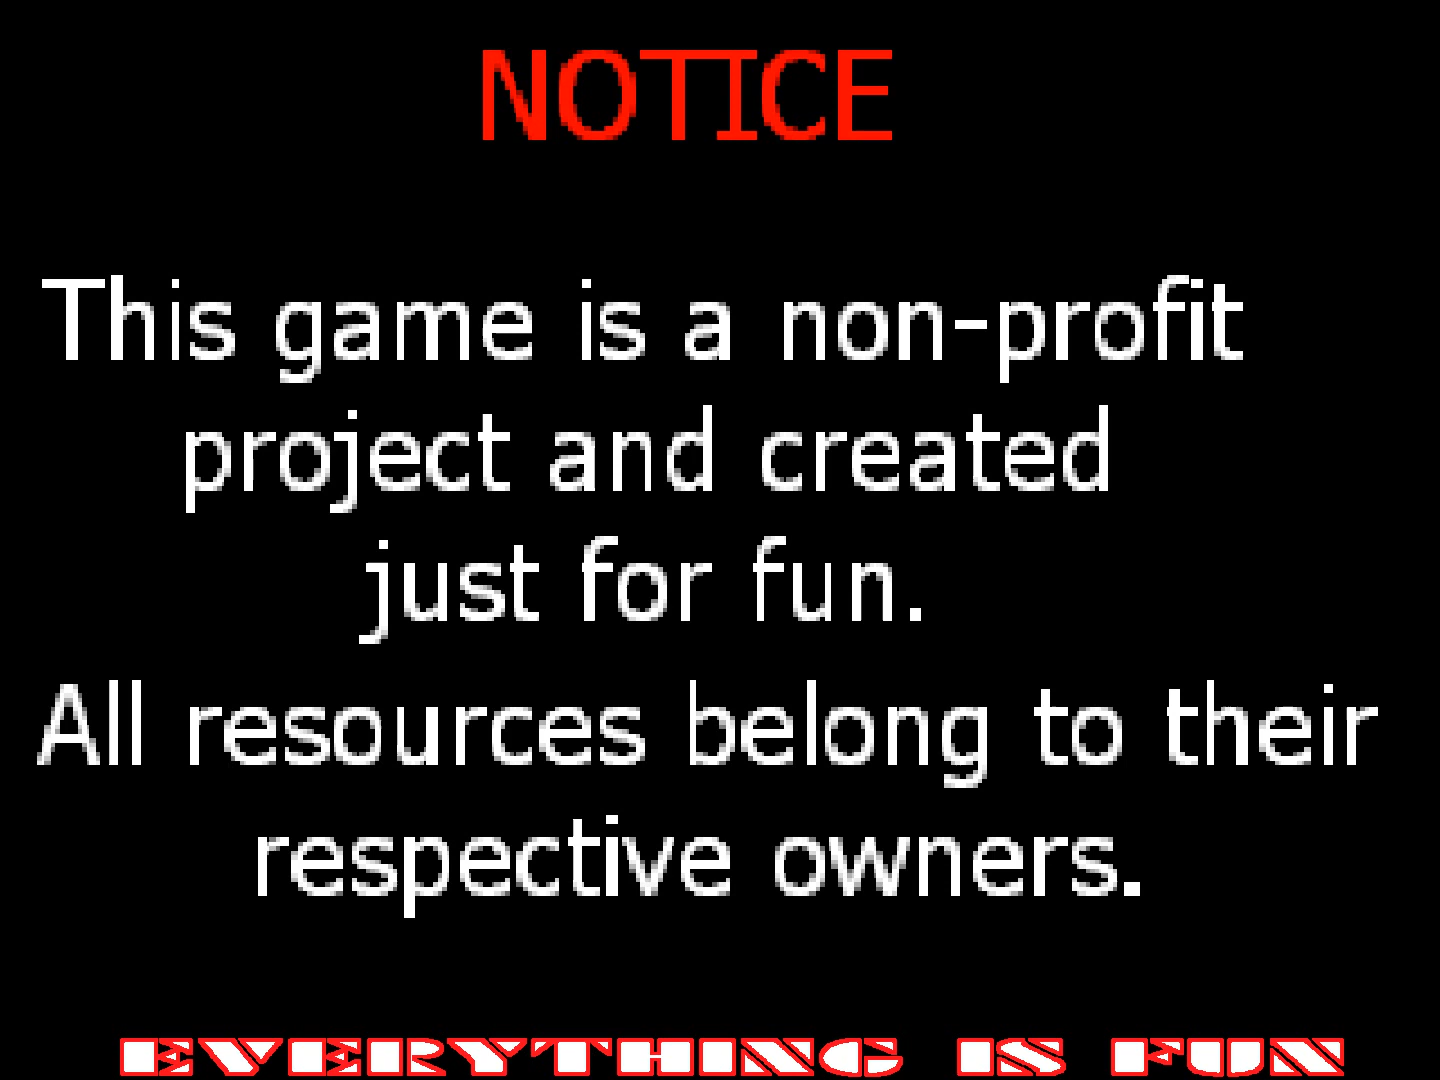 NOTICE
This game is a non-profit
project and created
just for fun.
All resources belong to their
respective owners.
EVERYTHING IS FUN